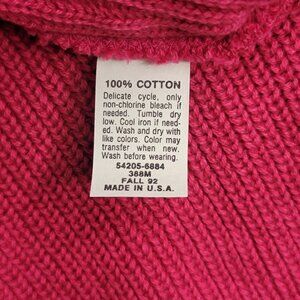 100% COTTON
Delicate cycle, only
non-chlorine bleach if
needed. Tumble dry
low. Cool iron if need-
ed. Wash and dry with
like colors. Color may
transfer when new.
Wash before wearing.
54205-6884
388M
FALL 92
MADE IN U.S.A.